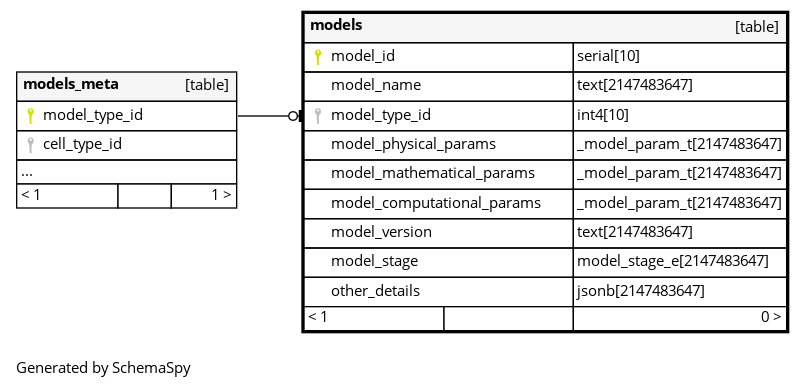 models [table]
model_id serial[10]
model_name text[2147483647]
models_meta [table]
model_type_id
cell_type_id
...
< 1 1 >
model_type_id int4[10]
model_physical_params _model_param_t[2147483647]
model_mathematical_params _model_param_t[2147483647]
model_computational_params _model_param_t[2147483647]
model_version text[2147483647]
model_stage model_stage_e[2147483647]
other_details jsonb[2147483647]
< 1 0 >
Generated by SchemaSpy